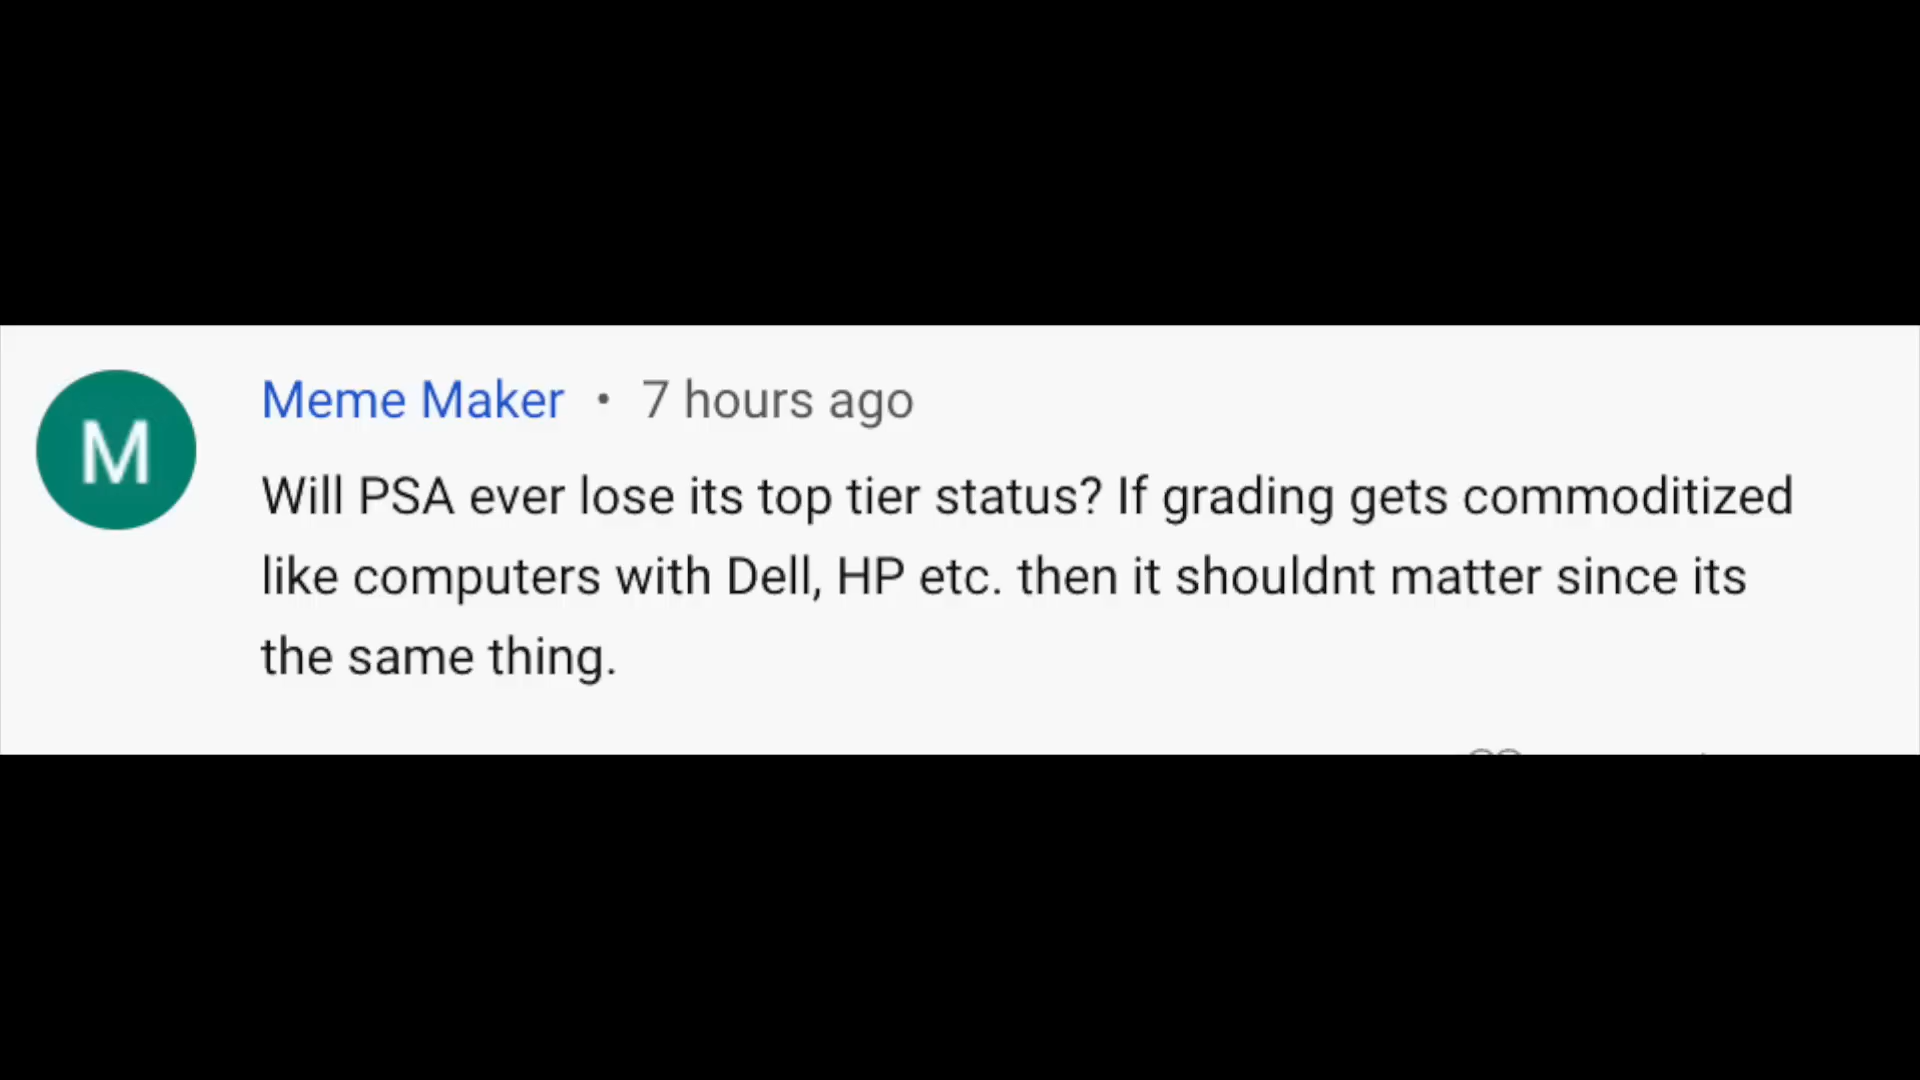 M
Meme Maker • 7 hours ago
Will PSA ever lose its top tier status? If grading gets commoditized
like computers with Dell, HP etc. then it shouldnt matter since its
the same thing.